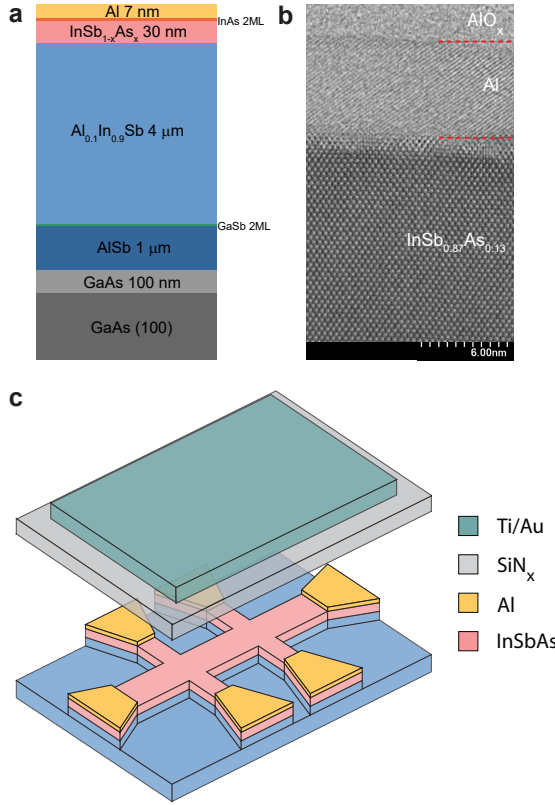 a
Al 7 nm
InAs 2ML
InSb₁₋ₓAsₓ 30 nm
Al₀.₁In₀.₉Sb 4 μm
GaSb 2ML
AlSb 1 μm
GaAs 100 nm
GaAs (100)
b
AlOₓ
Al
InSb₀.₈₇As₀.₁₃
6.00nm
c
Ti/Au
SiNₓ
Al
InSbAs